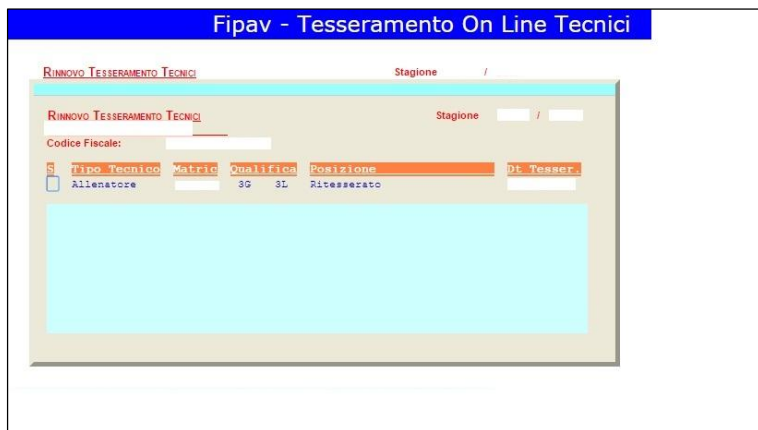 Fipav - Tesseramento On Line Tecnici
RINNOVO TESSERAMENTO TECNICI Stagione /
RINNOVO TESSERAMENTO TECNICI Stagione /
Codice Fiscale:
S Tipo Tecnico Matric Qualifica Posizione Dt Tesser.
Allenatore 3G 3L Ritesserato